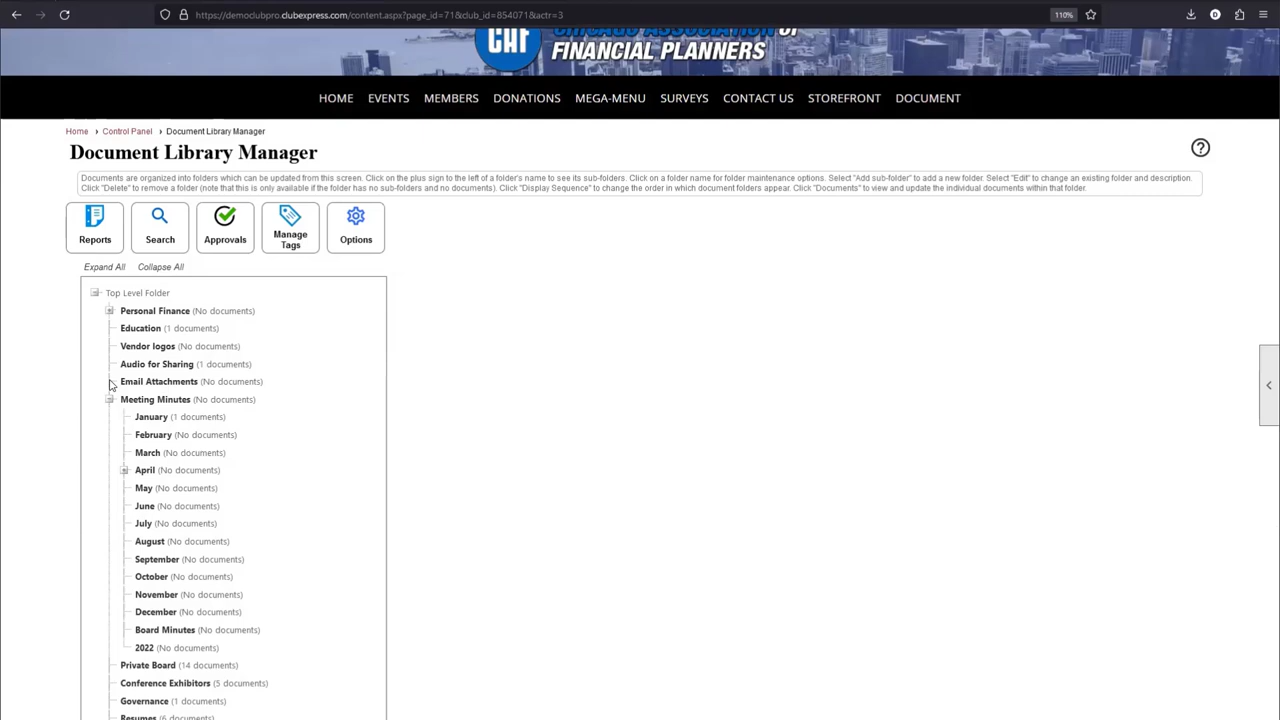 https://democlubpro.clubexpress.com/content.aspx?page_id=71&club_id=854071&actr=3
110%
CHICAGO ASSOCIATION OF
CAF
FINANCIAL PLANNERS
HOME EVENTS MEMBERS DONATIONS MEGA-MENU SURVEYS CONTACT US STOREFRONT DOCUMENT
Home › Control Panel › Document Library Manager
Document Library Manager
Documents are organized into folders which can be updated from this screen. Click on the plus sign to the left of a folder's name to see its sub-folders. Click on a folder name for folder maintenance options. Select "Add sub-folder" to add a new folder. Select "Edit" to change an existing folder and description.
Click "Delete" to remove a folder (note that this is only available if the folder has no sub-folders and no documents). Click "Display Sequence" to change the order in which document folders appear. Click "Documents" to view and update the individual documents within that folder.
Reports Search Approvals Manage Tags Options
Expand All Collapse All
Top Level Folder
Personal Finance (No documents)
Education (1 documents)
Vendor logos (No documents)
Audio for Sharing (1 documents)
Email Attachments (No documents)
Meeting Minutes (No documents)
January (1 documents)
February (No documents)
March (No documents)
April (No documents)
May (No documents)
June (No documents)
July (No documents)
August (No documents)
September (No documents)
October (No documents)
November (No documents)
December (No documents)
Board Minutes (No documents)
2022 (No documents)
Private Board (14 documents)
Conference Exhibitors (5 documents)
Governance (1 documents)
Resumes (6 documents)